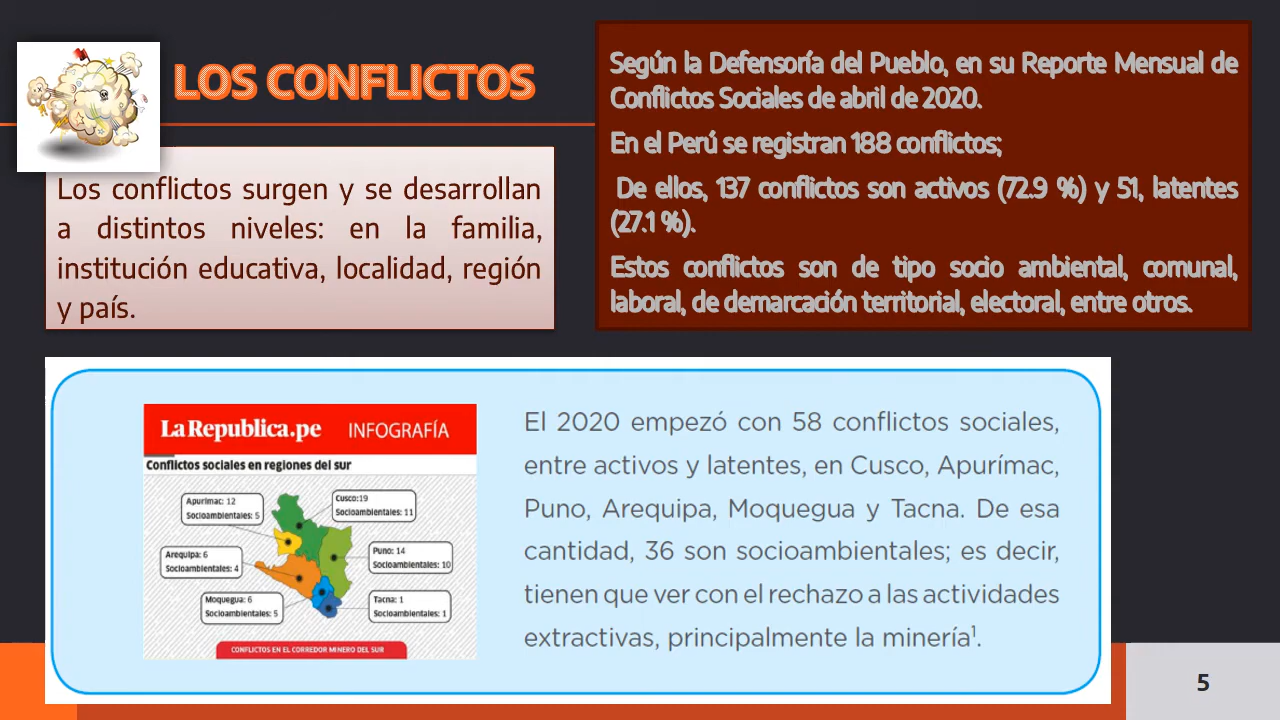 LOS CONFLICTOS
Los conflictos surgen y se desarrollan
a distintos niveles: en la familia,
institución educativa, localidad, región
y país.
Según la Defensoría del Pueblo, en su Reporte Mensual de
Conflictos Sociales de abril de 2020.
En el Perú se registran 188 conflictos;
De ellos, 137 conflictos son activos (72.9 %) y 51, latentes
(27.1 %).
Estos conflictos son de tipo socio ambiental, comunal,
laboral, de demarcación territorial, electoral, entre otros.
La Republica.pe INFOGRAFÍA
Conflictos sociales en regiones del sur
Apurímac: 12
Socioambientales: 5
Cusco:19
Socioambientales: 11
Arequipa: 6
Socioambientales: 4
Puno: 14
Socioambientales: 10
Moquegua: 6
Socioambientales: 5
Tacna: 1
Socioambientales: 1
CONFLICTOS EN EL CORREDOR MINERO DEL SUR
El 2020 empezó con 58 conflictos sociales,
entre activos y latentes, en Cusco, Apurímac,
Puno, Arequipa, Moquegua y Tacna. De esa
cantidad, 36 son socioambientales; es decir,
tienen que ver con el rechazo a las actividades
extractivas, principalmente la minería¹.
5